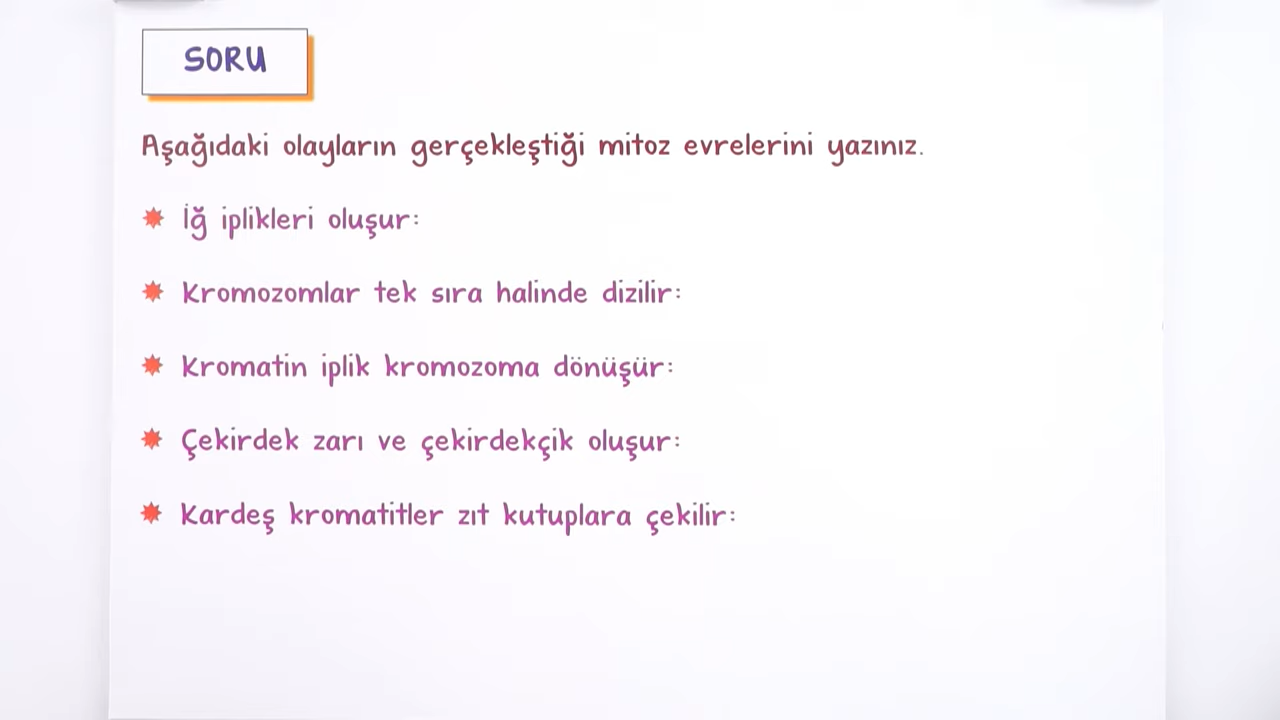 SORU
Aşağıdaki olayların gerçekleştiği mitoz evrelerini yazınız.
İğ iplikleri oluşur:
Kromozomlar tek sıra halinde dizilir:
Kromatin iplik kromozoma dönüşür:
Çekirdek zarı ve çekirdekçik oluşur:
Kardeş kromatitler zıt kutuplara çekilir: